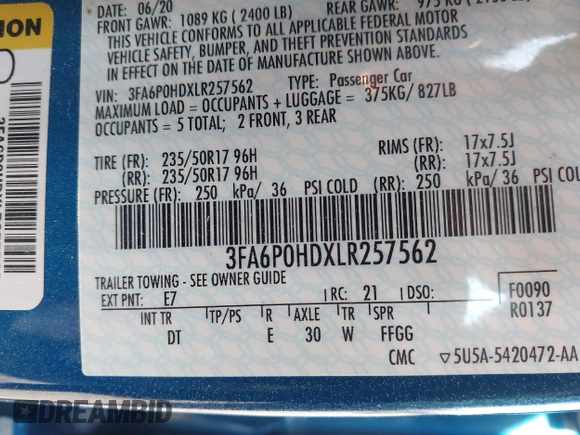 DATE: 06/20
FRONT GAWR: 1089 KG ( 2400 LB) REAR GAWR:
THIS VEHICLE CONFORMS TO ALL APPLICABLE FEDERAL MOTOR
VEHICLE SAFETY, BUMPER, AND THEFT PREVENTION STANDARDS
IN EFFECT ON THE DATE OF MANUFACTURE SHOWN ABOVE.
VIN: 3FA6P0HDXLR257562 TYPE: Passenger Car
MAXIMUM LOAD = OCCUPANTS + LUGGAGE = 375KG/ 827LB
OCCUPANTS = 5 TOTAL; 2 FRONT, 3 REAR
TIRE (FR): 235/50R17 96H RIMS (FR): 17x7.5J
(RR): 235/50R17 96H (RR): 17x7.5J
PRESSURE (FR): 250 kPa/ 36 PSI COLD (RR): 250 kPa/ 36 PSI COLD
3FA6P0HDXLR257562
TRAILER TOWING - SEE OWNER GUIDE
EXT PNT: E7 RC: 21 DSO: F0090
INT TR TP/PS R AXLE TR SPR R0137
DT E 30 W FFGG
CMC ▽5U5A-5420472-AA
DREAMBID